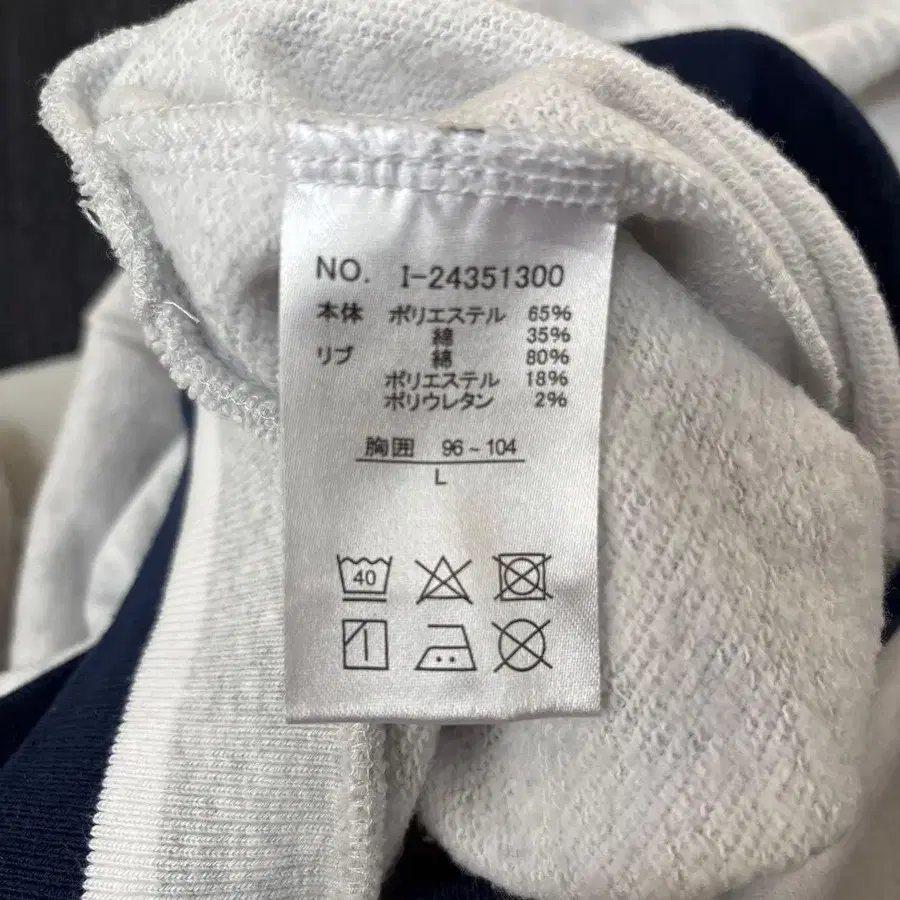 NO. I-24351300
本体 ポリエステル 65%
綿 35%
リブ 綿 80%
ポリエステル 18%
ポリウレタン 2%
胸囲 96~104
L
40